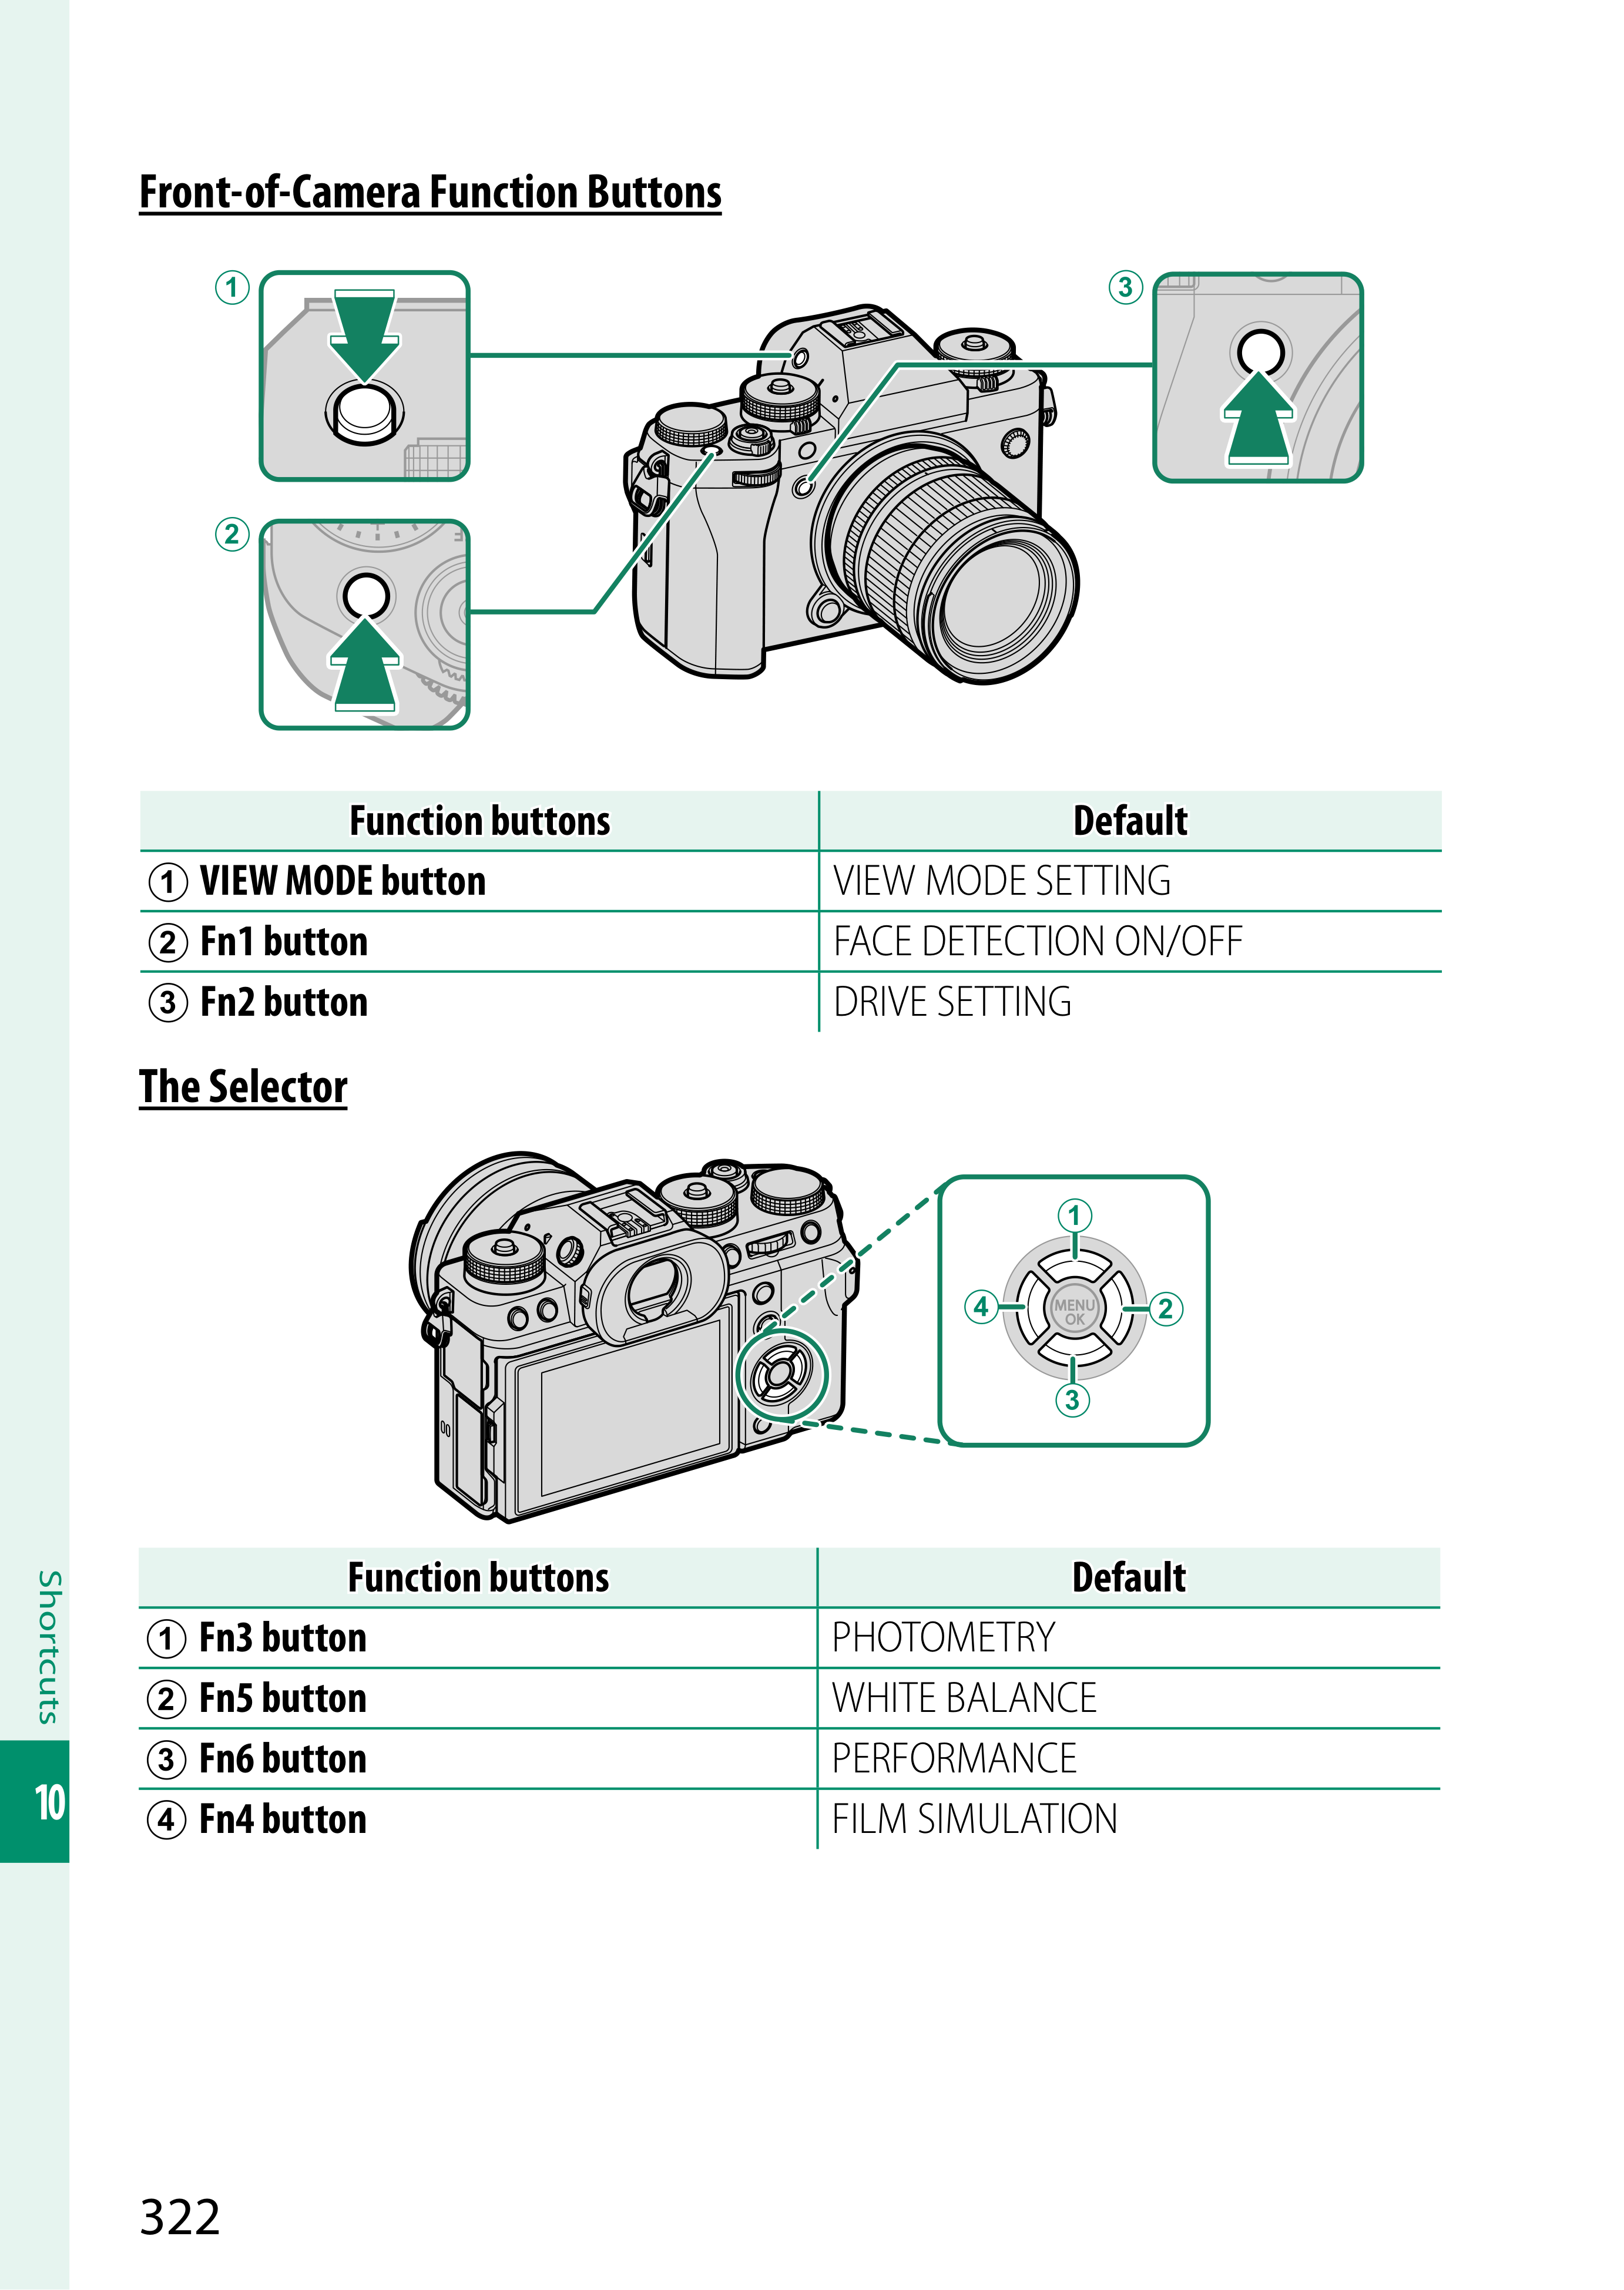 Front-of-Camera Function Buttons
1
3
2
Function buttons Default
1 VIEW MODE button VIEW MODE SETTING
2 Fn1 button FACE DETECTION ON/OFF
3 Fn2 button DRIVE SETTING
The Selector
1
4 MENU 2
OK
3
Function buttons Default
1 Fn3 button PHOTOMETRY
2 Fn5 button WHITE BALANCE
3 Fn6 button PERFORMANCE
4 Fn4 button FILM SIMULATION
Shortcuts
10
322